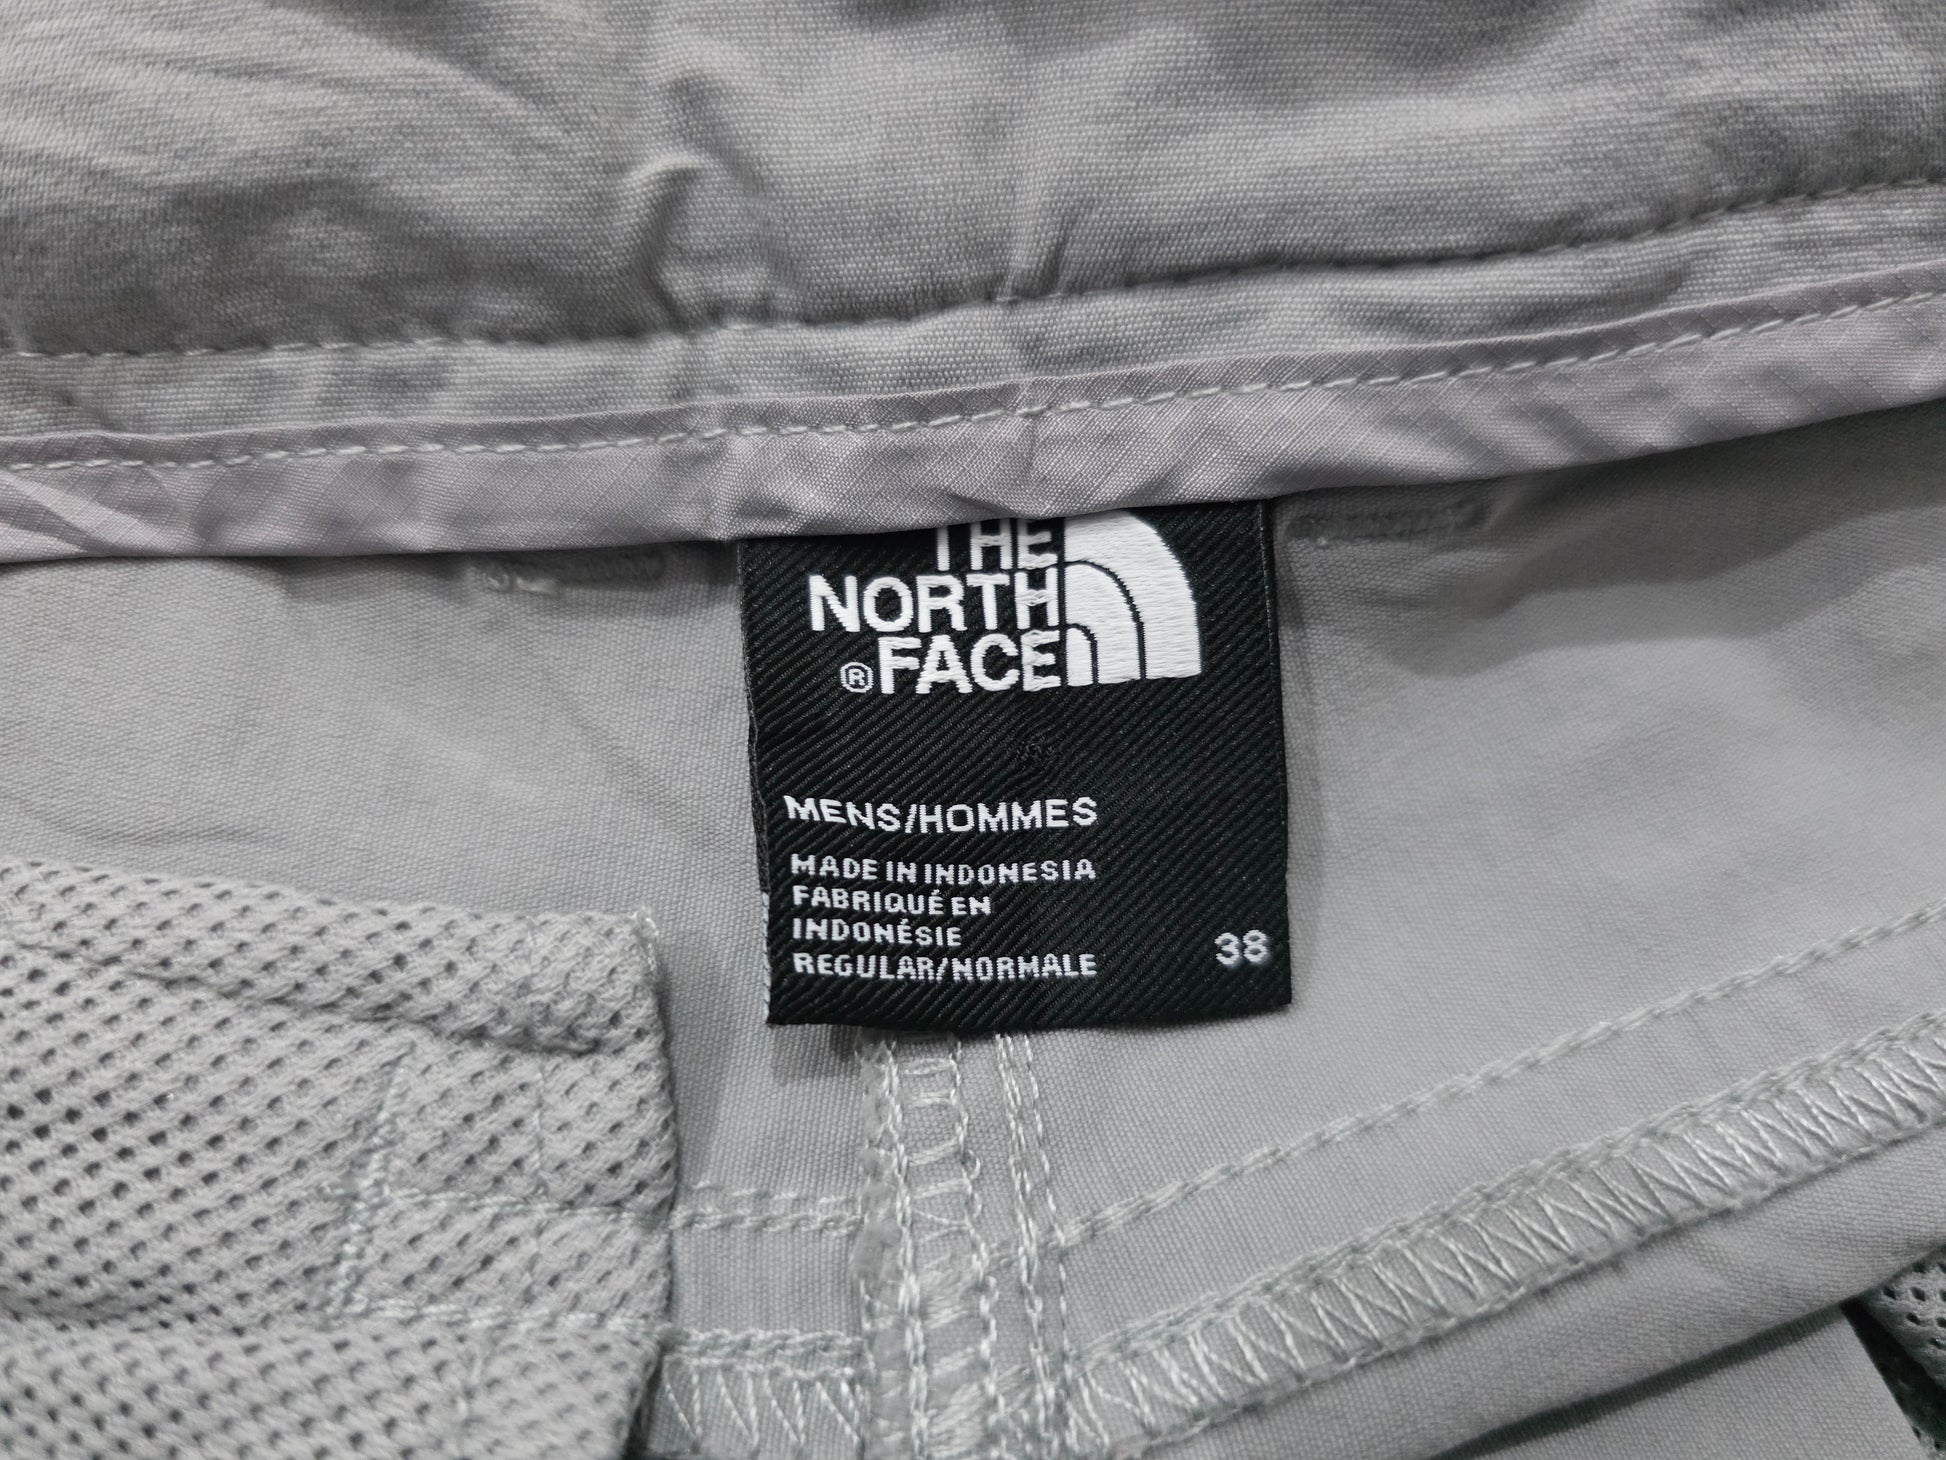 THE
NORTH
®FACE
MENS/HOMMES
MADE IN INDONESIA
FABRIQUÉ EN
INDONÉSIE
REGULAR/NORMALE 38